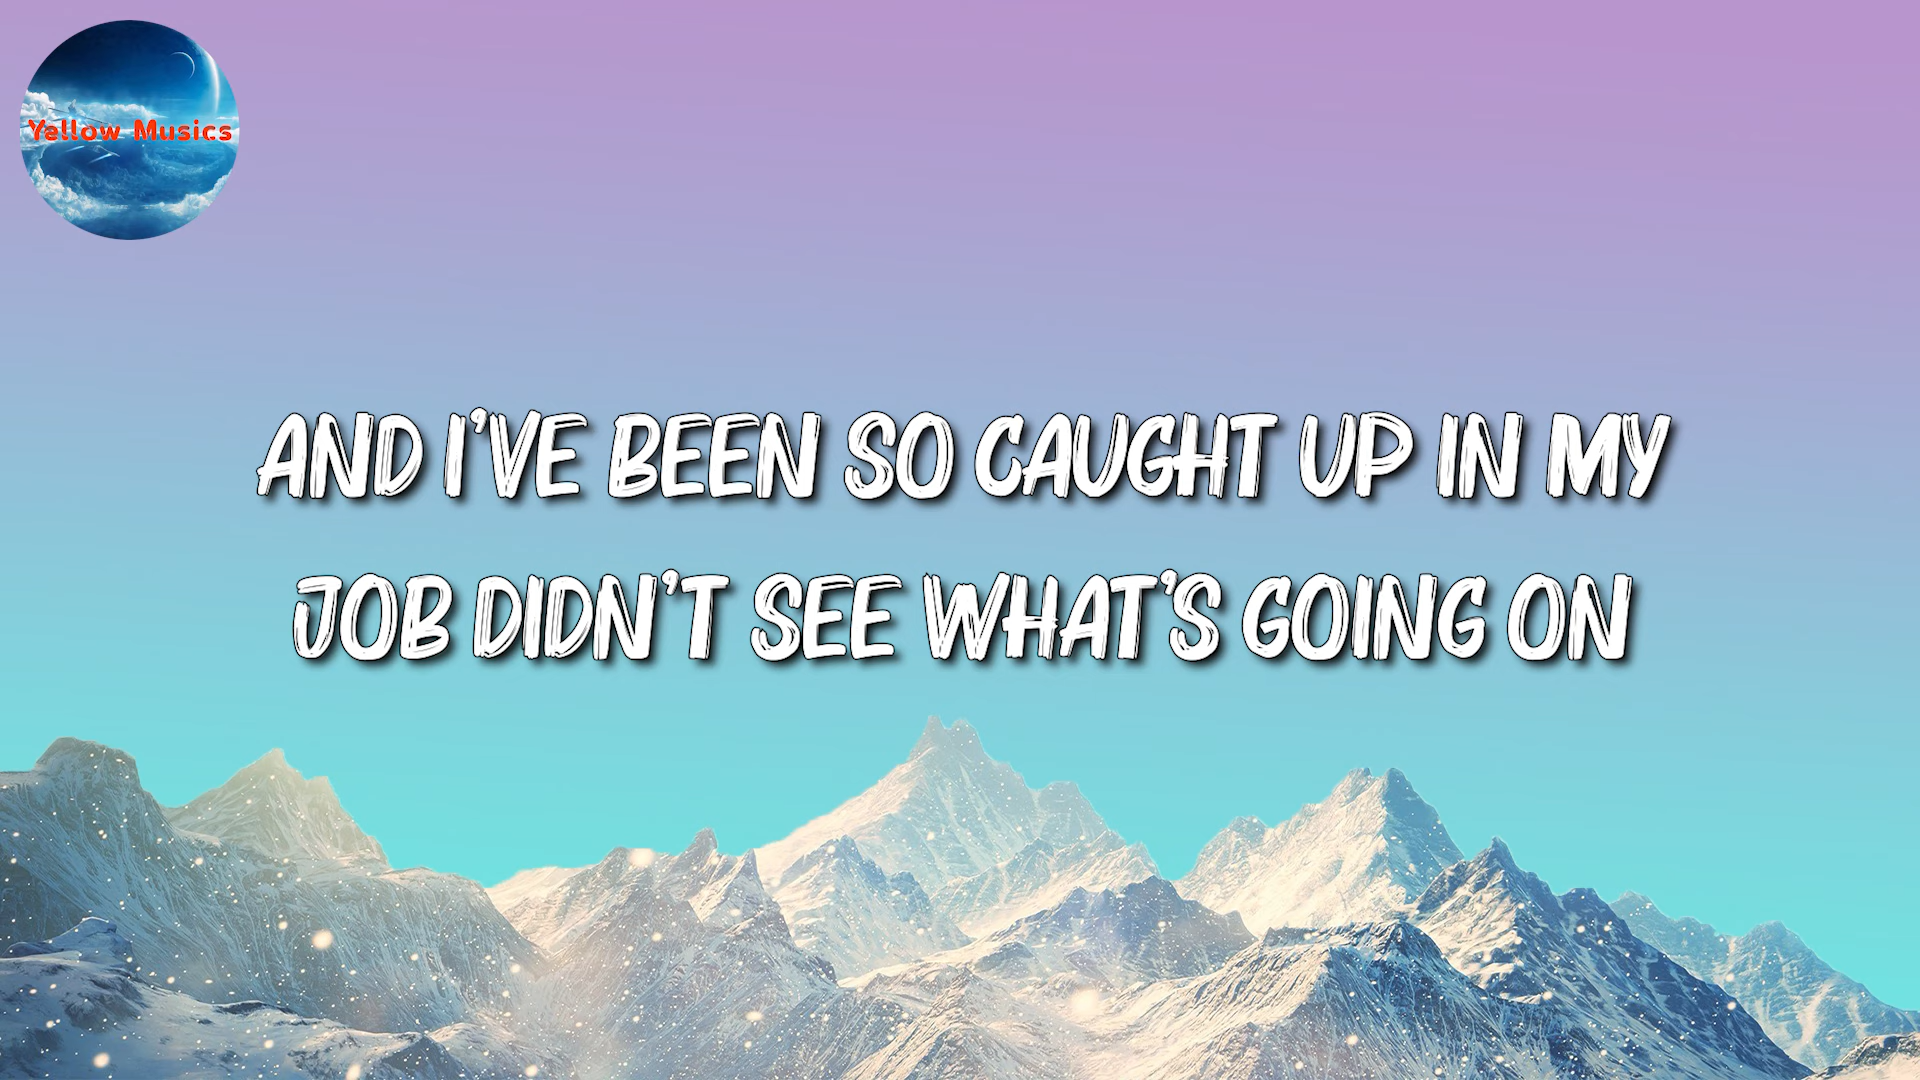 Yellow Musics
AND I'VE BEEN SO CAUGHT UP IN MY
JOB DIDN'T SEE WHAT'S GOING ON